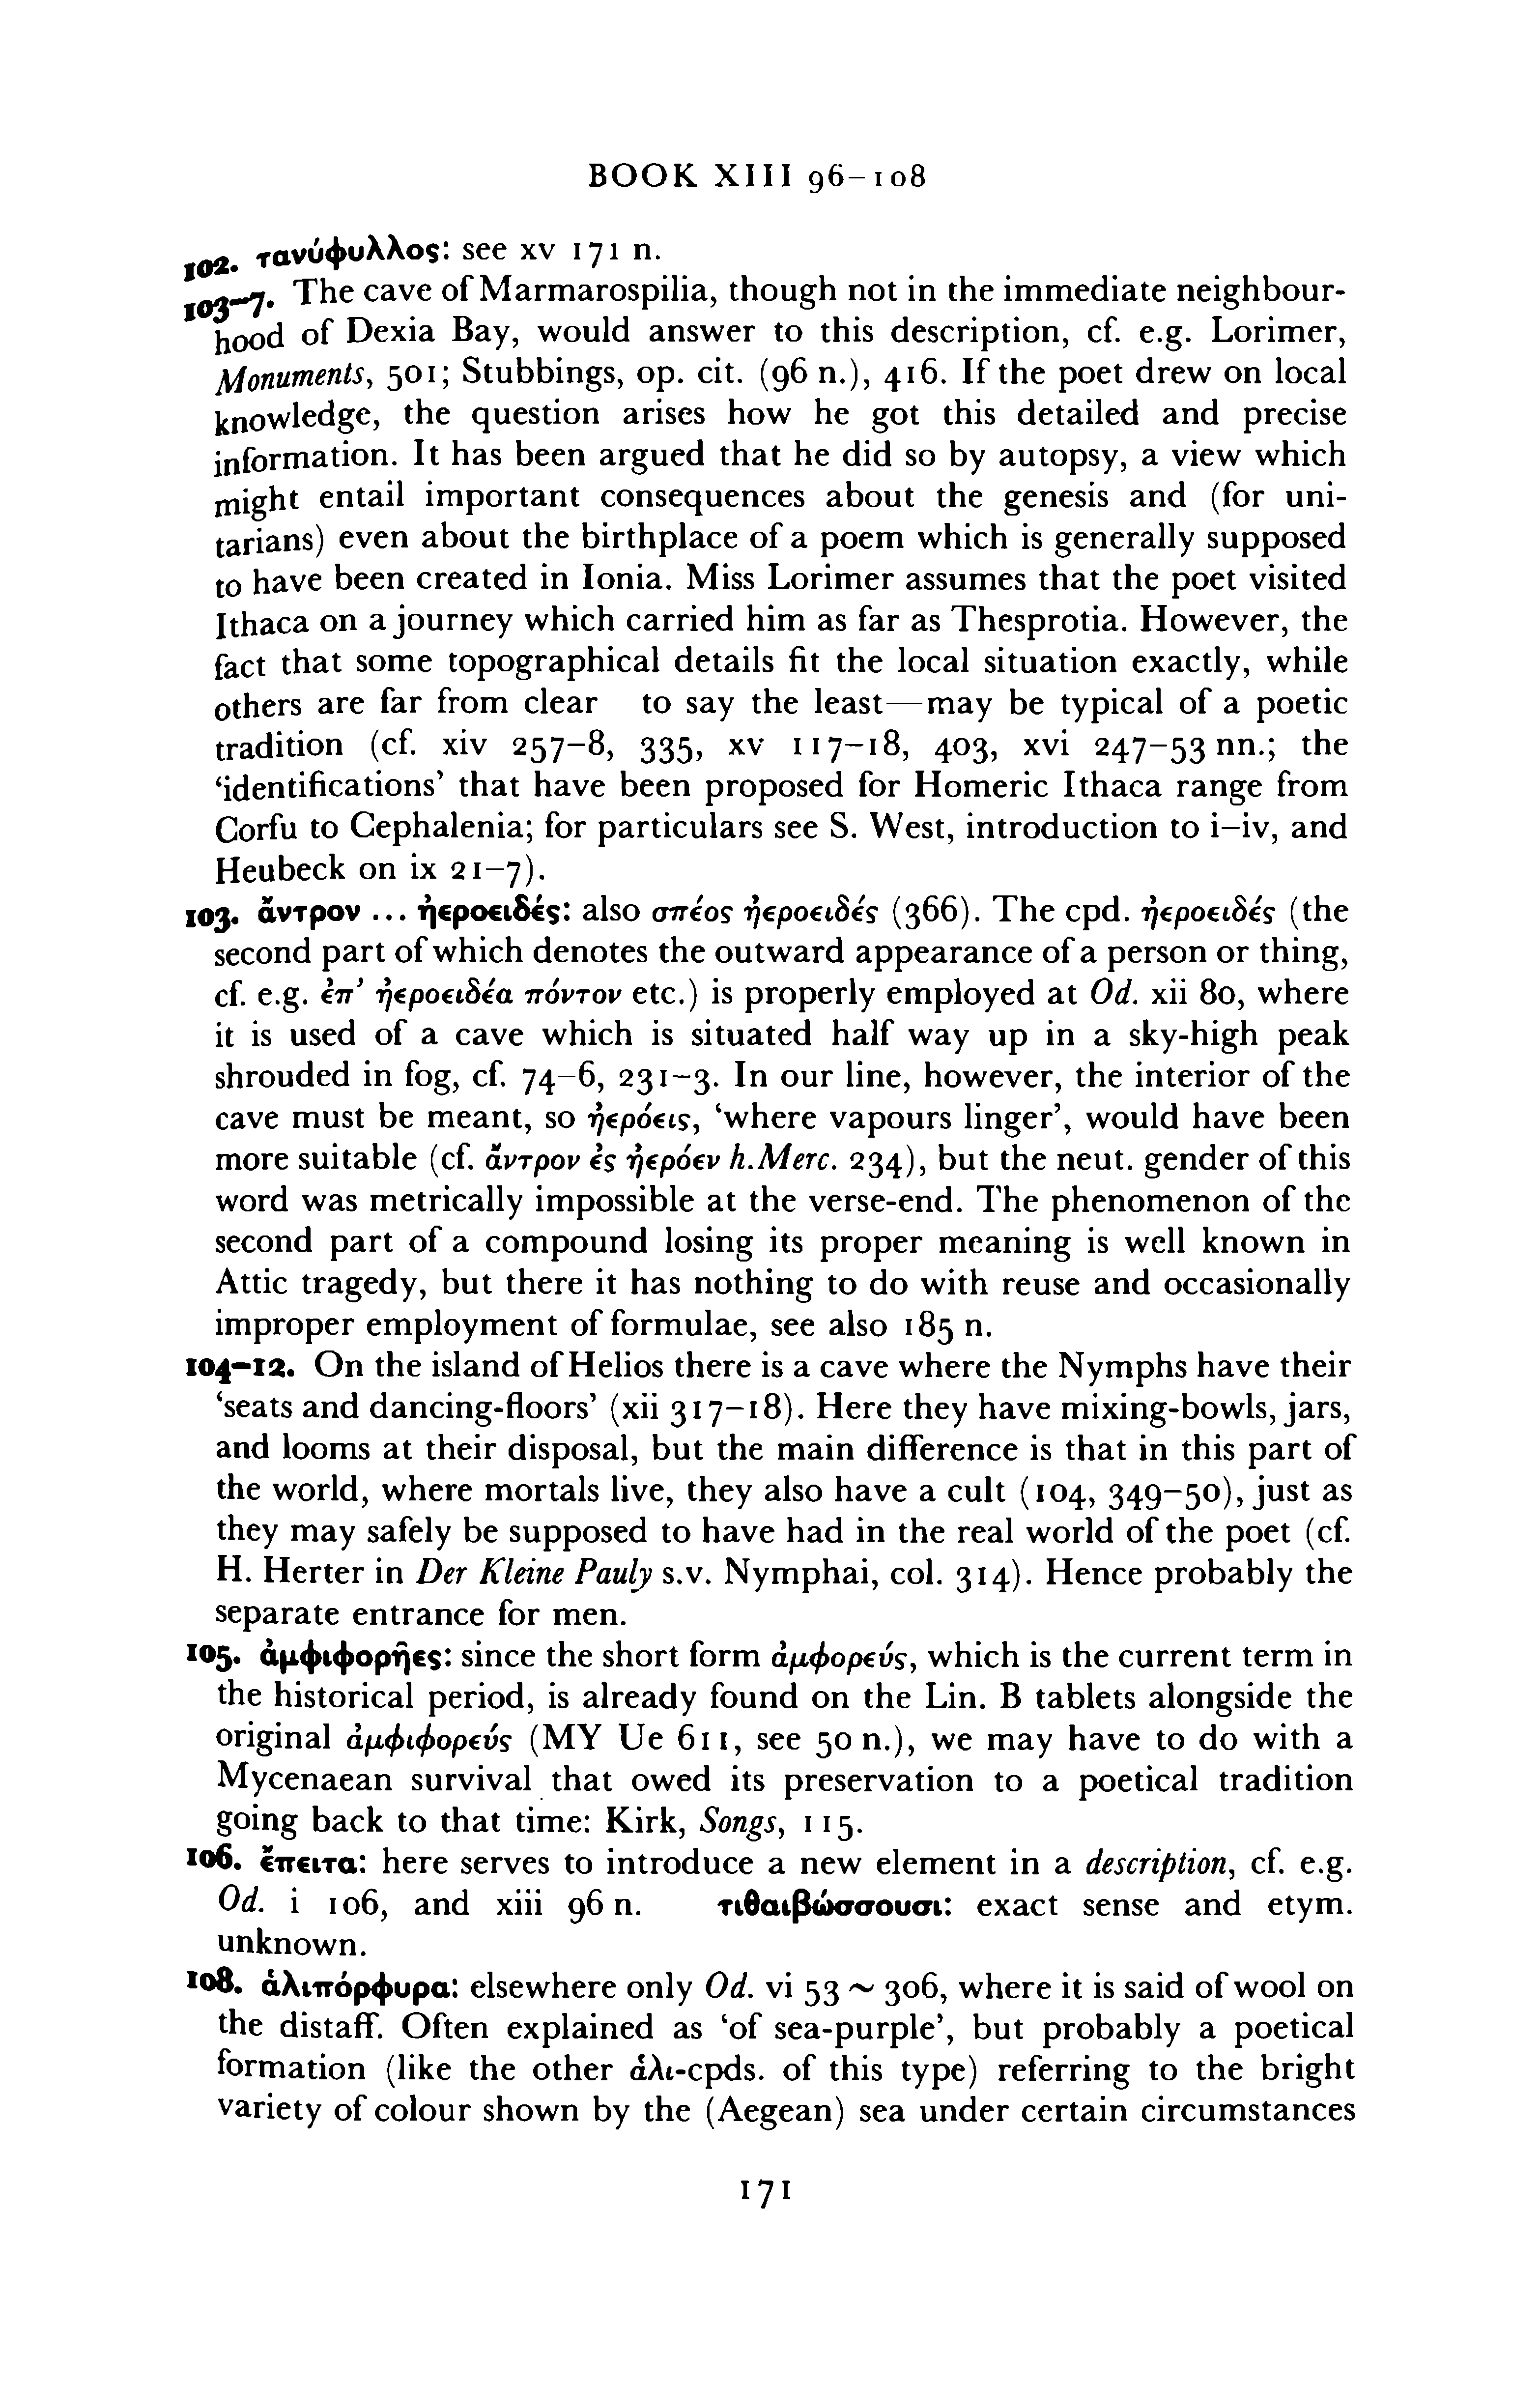 BOOK XIII 96–108
102. τανύφυλλος: see xv 171 n.
103–7. The cave of Marmarospilia, though not in the immediate neighbour-
hood of Dexia Bay, would answer to this description, cf. e.g. Lorimer,
Monuments, 501; Stubbings, op. cit. (96 n.), 416. If the poet drew on local
knowledge, the question arises how he got this detailed and precise
information. It has been argued that he did so by autopsy, a view which
might entail important consequences about the genesis and (for uni-
tarians) even about the birthplace of a poem which is generally supposed
to have been created in Ionia. Miss Lorimer assumes that the poet visited
Ithaca on a journey which carried him as far as Thesprotia. However, the
fact that some topographical details fit the local situation exactly, while
others are far from clear to say the least—may be typical of a poetic
tradition (cf. xiv 257–8, 335, xv 117–18, 403, xvi 247–53 nn.; the
‘identifications’ that have been proposed for Homeric Ithaca range from
Corfu to Cephalenia; for particulars see S. West, introduction to i–iv, and
Heubeck on ix 21–7).
103. ἄντρον ... ἠεροειδές: also σπέος ἠεροειδές (366). The cpd. ἠεροειδές (the
second part of which denotes the outward appearance of a person or thing,
cf. e.g. ἐπ’ ἠεροειδέα πόντον etc.) is properly employed at Od. xii 80, where
it is used of a cave which is situated half way up in a sky-high peak
shrouded in fog, cf. 74–6, 231–3. In our line, however, the interior of the
cave must be meant, so ἠερόεις, ‘where vapours linger’, would have been
more suitable (cf. ἄντρον ἐς ἠερόεν h.Merc. 234), but the neut. gender of this
word was metrically impossible at the verse-end. The phenomenon of the
second part of a compound losing its proper meaning is well known in
Attic tragedy, but there it has nothing to do with reuse and occasionally
improper employment of formulae, see also 185 n.
104–12. On the island of Helios there is a cave where the Nymphs have their
‘seats and dancing-floors’ (xii 317–18). Here they have mixing-bowls, jars,
and looms at their disposal, but the main difference is that in this part of
the world, where mortals live, they also have a cult (104, 349–50), just as
they may safely be supposed to have had in the real world of the poet (cf.
H. Herter in Der Kleine Pauly s.v. Nymphai, col. 314). Hence probably the
separate entrance for men.
105. ἀμφιφορῆες: since the short form ἀμφορεύς, which is the current term in
the historical period, is already found on the Lin. B tablets alongside the
original ἀμφιφορεύς (MY Ue 611, see 50 n.), we may have to do with a
Mycenaean survival that owed its preservation to a poetical tradition
going back to that time: Kirk, Songs, 115.
106. ἔπειτα: here serves to introduce a new element in a description, cf. e.g.
Od. i 106, and xiii 96 n. τιθαιβώσσουσι: exact sense and etym.
unknown.
108. ἁλιπόρφυρα: elsewhere only Od. vi 53 ~ 306, where it is said of wool on
the distaff. Often explained as ‘of sea-purple’, but probably a poetical
formation (like the other ἁλι-cpds. of this type) referring to the bright
variety of colour shown by the (Aegean) sea under certain circumstances
171